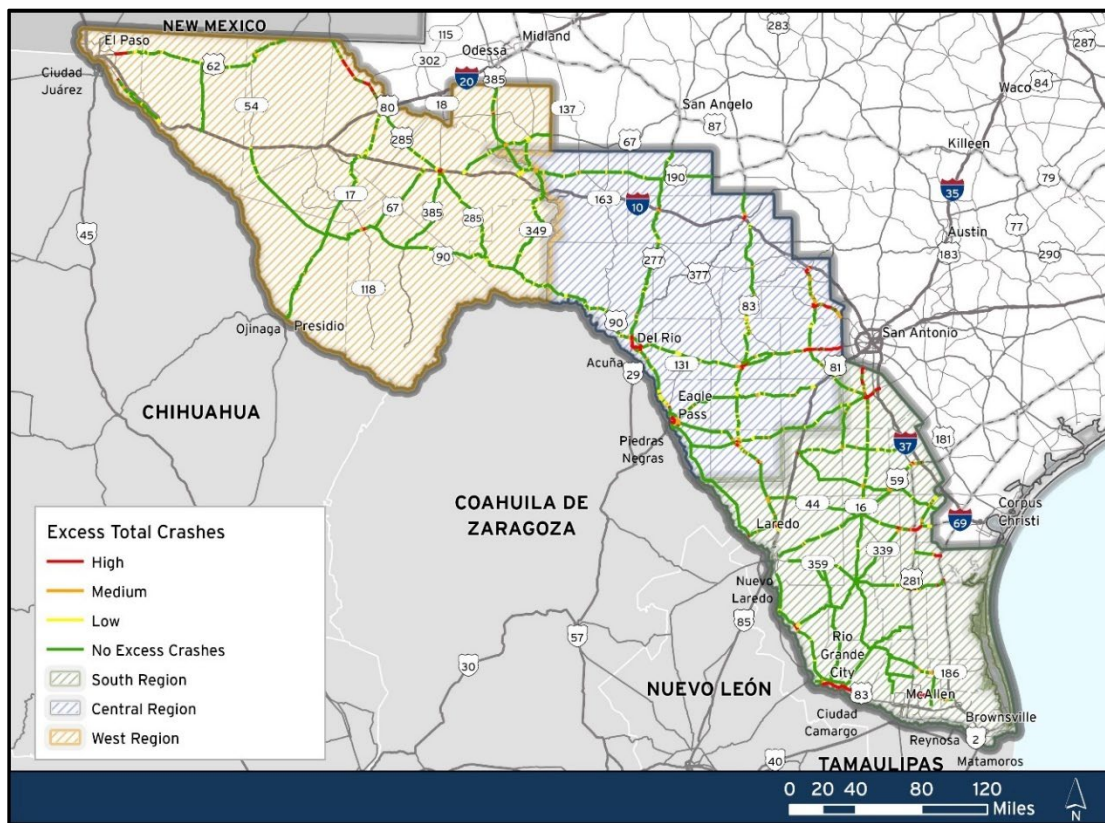 NEW MEXICO
El Paso
Ciudad
Juárez
62
54
115
302
Odessa
Midland
20
385
18
80
285
137
283
287
84
Waco
San Angelo
87
67
Killeen
79
35
Austin
183
77
290
17
67
385
285
349
90
118
190
163
10
277
377
83
45
Ojinaga
Presidio
90
Del Rio
Acuña
29
131
81
San Antonio
Eagle
Pass
Piedras
Negras
37
181
59
CHIHUAHUA
COAHUILA DE
ZARAGOZA
44
16
Corpus
Christi
69
Laredo
359
339
281
Nuevo
Laredo
85
57
30
Rio
Grande
City
186
NUEVO LEÓN
83
McAllen
Ciudad
Camargo
Brownsville
Reynosa
2
40
Matamoros
TAMAULIPAS
Excess Total Crashes
High
Medium
Low
No Excess Crashes
South Region
Central Region
West Region
0 20 40 80 120
Miles
N